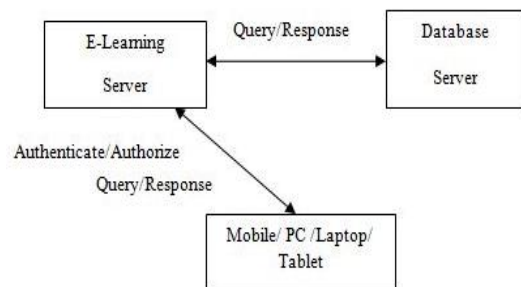 E-Learning
Server
Query/Response
Database
Server
Authenticate/Authorize
Query/Response
Mobile/ PC /Laptop/
Tablet